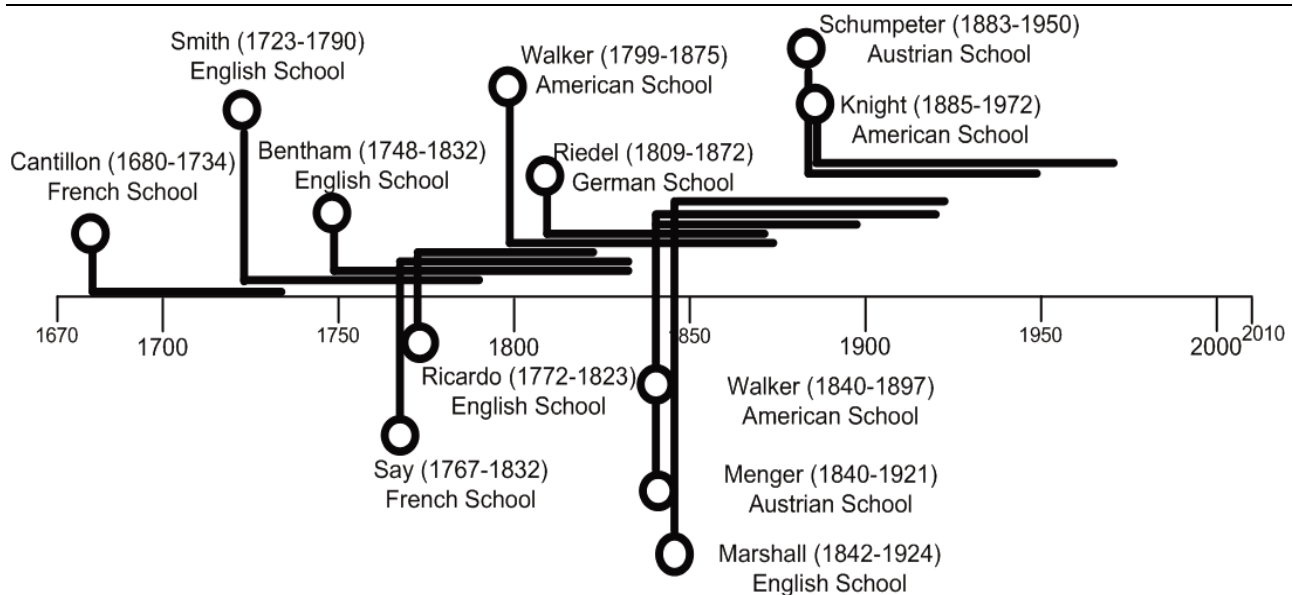 Schumpeter (1883-1950)
Austrian School
Smith (1723-1790)
English School
Walker (1799-1875)
American School
Knight (1885-1972)
American School
Cantillon (1680-1734)
French School
Bentham (1748-1832)
English School
Riedel (1809-1872)
German School
1670
1700
1750
1800
1850
1900
1950
2000
2010
Ricardo (1772-1823)
English School
Walker (1840-1897)
American School
Say (1767-1832)
French School
Menger (1840-1921)
Austrian School
Marshall (1842-1924)
English School